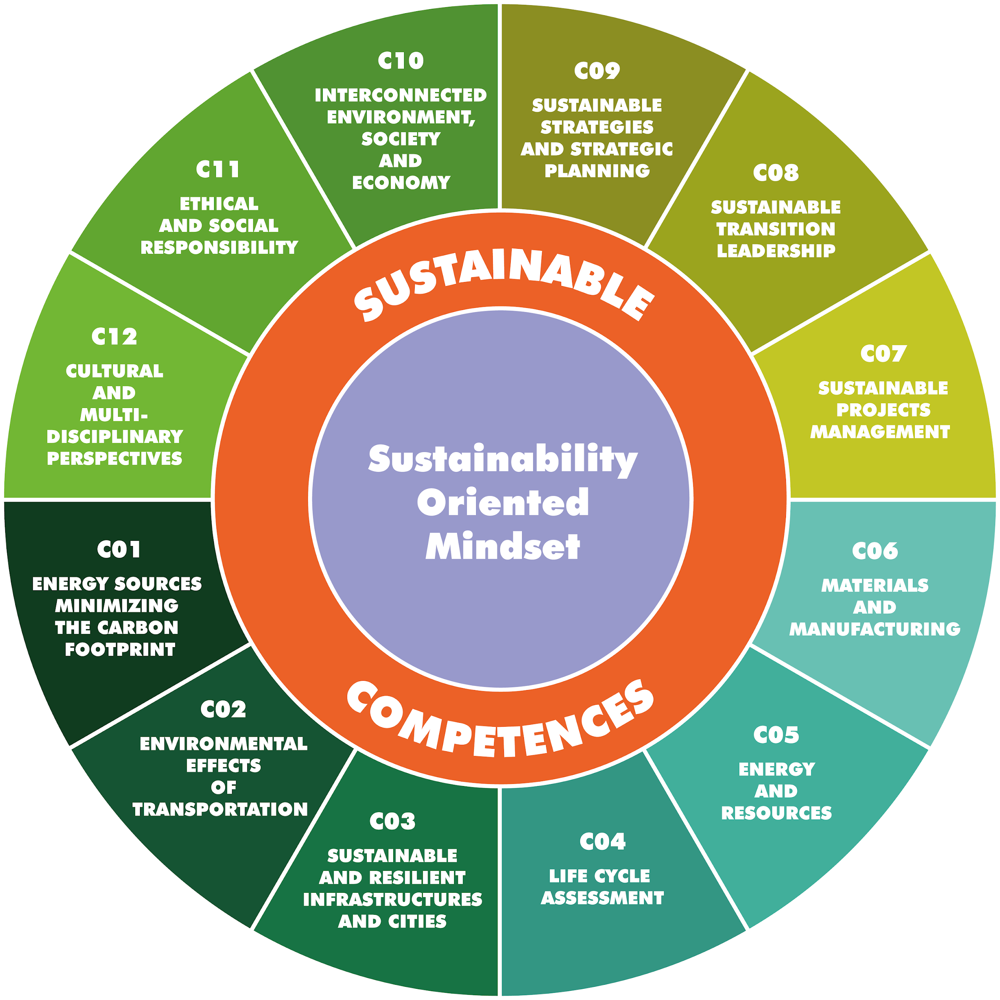 C10
INTERCONNECTED
ENVIRONMENT,
SOCIETY
AND
ECONOMY
C09
SUSTAINABLE
STRATEGIES
AND STRATEGIC
PLANNING
C08
SUSTAINABLE
TRANSITION
LEADERSHIP
C07
SUSTAINABLE
PROJECTS
MANAGEMENT
C06
MATERIALS
AND
MANUFACTURING
C05
ENERGY
AND
RESOURCES
C04
LIFE CYCLE
ASSESSMENT
C03
SUSTAINABLE
AND RESILIENT
INFRASTRUCTURES
AND CITIES
C02
ENVIRONMENTAL
EFFECTS
OF
TRANSPORTATION
C01
ENERGY SOURCES
MINIMIZING
THE CARBON
FOOTPRINT
C12
CULTURAL
AND
MULTI-
DISCIPLINARY
PERSPECTIVES
C11
ETHICAL
AND SOCIAL
RESPONSIBILITY
SUSTAINABLE
COMPETENCES
Sustainability
Oriented
Mindset